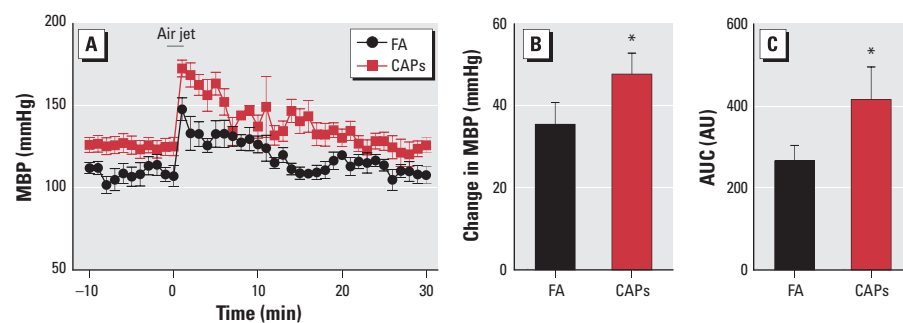 A
Air jet
FA
CAPs
MBP (mmHg)
200
150
100
50
–10
0
10
20
30
Time (min)
B
Change in MBP (mmHg)
60
40
20
0
*
FA
CAPs
C
AUC (AU)
600
400
200
0
*
FA
CAPs